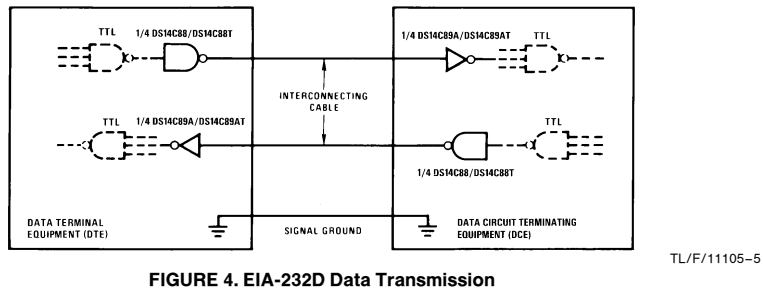 TTL
1/4 DS14C88/DS14C88T
1/4 DS14C89A/DS14C89AT
TTL
INTERCONNECTING
CABLE
TTL
1/4 DS14C89A/DS14C89AT
TTL
1/4 DS14C88/DS14C88T
DATA TERMINAL
EQUIPMENT (DTE)
SIGNAL GROUND
DATA CIRCUIT TERMINATING
EQUIPMENT (DCE)
TL/F/11105–5
FIGURE 4. EIA-232D Data Transmission